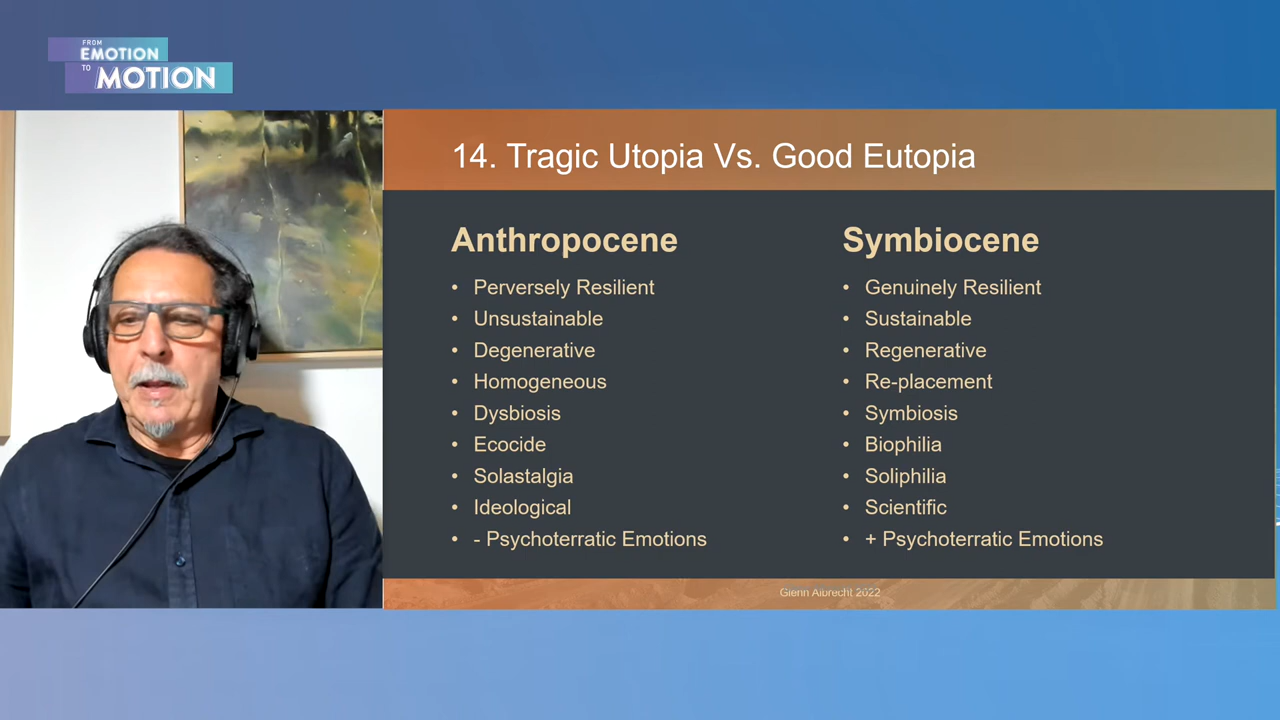 FROM
EMOTION
TO MOTION
14. Tragic Utopia Vs. Good Eutopia
Anthropocene
• Perversely Resilient
• Unsustainable
• Degenerative
• Homogeneous
• Dysbiosis
• Ecocide
• Solastalgia
• Ideological
• - Psychoterratic Emotions
Symbiocene
• Genuinely Resilient
• Sustainable
• Regenerative
• Re-placement
• Symbiosis
• Biophilia
• Soliphilia
• Scientific
• + Psychoterratic Emotions
Glenn Albrecht 2022